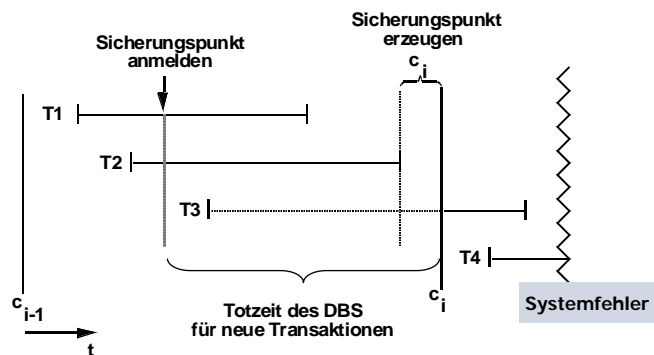 Sicherungspunkt
anmelden
Sicherungspunkt
erzeugen
c i
T1
T2
T3
T4
c i-1
t
Totzeit des DBS
für neue Transaktionen
c i
Systemfehler